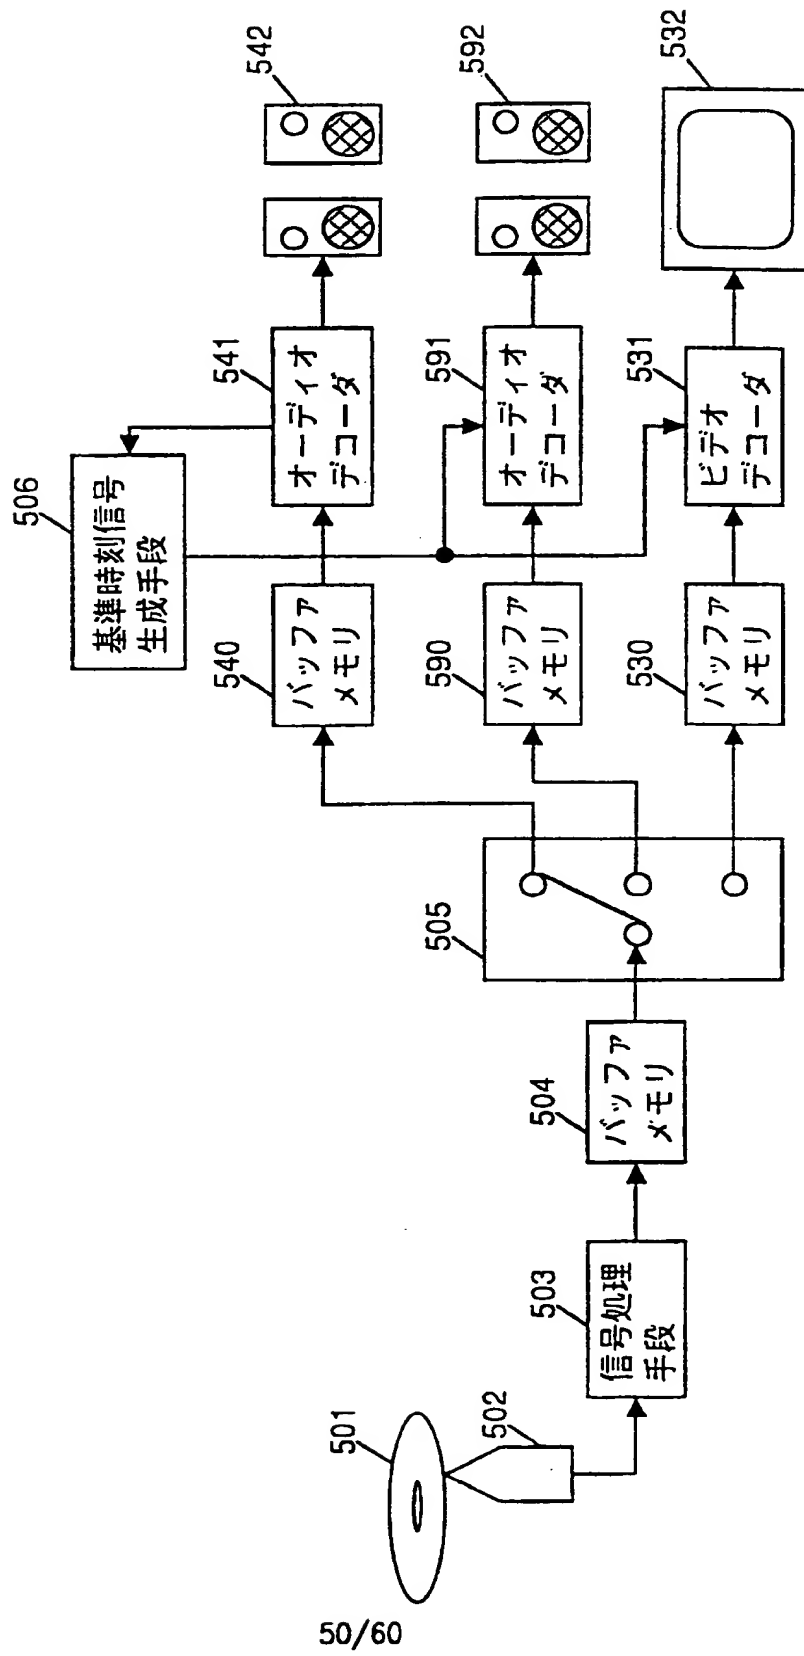 50/60
501
502
503
信号処理
手段
504
バッファ
メモリ
505
506
基準時刻信号
生成手段
540
バッファ
メモリ
541
オーディオ
デコーダ
542
590
バッファ
メモリ
591
オーディオ
デコーダ
592
530
バッファ
メモリ
531
ビデオ
デコーダ
532